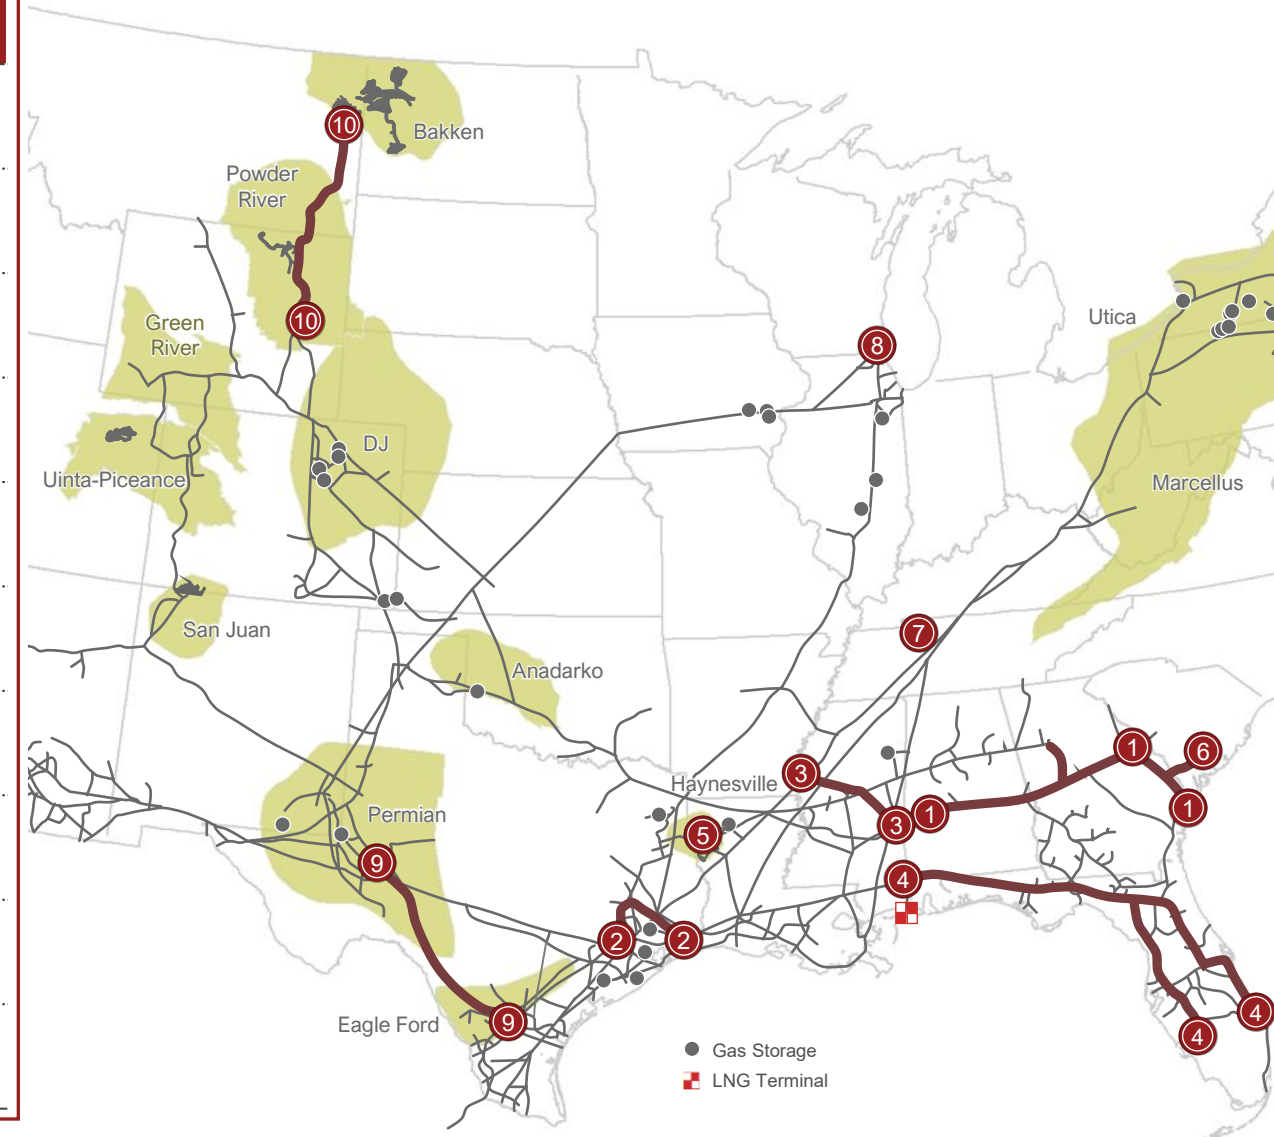 10
Bakken
Powder
River
10
Green
River
Utica
8
DJ
Uinta-Piceance
Marcellus
San Juan
7
Anadarko
1
6
3
Haynesville
1
Permian
3
1
5
9
4
2
2
4
9
Eagle Ford
4
Gas Storage
LNG Terminal